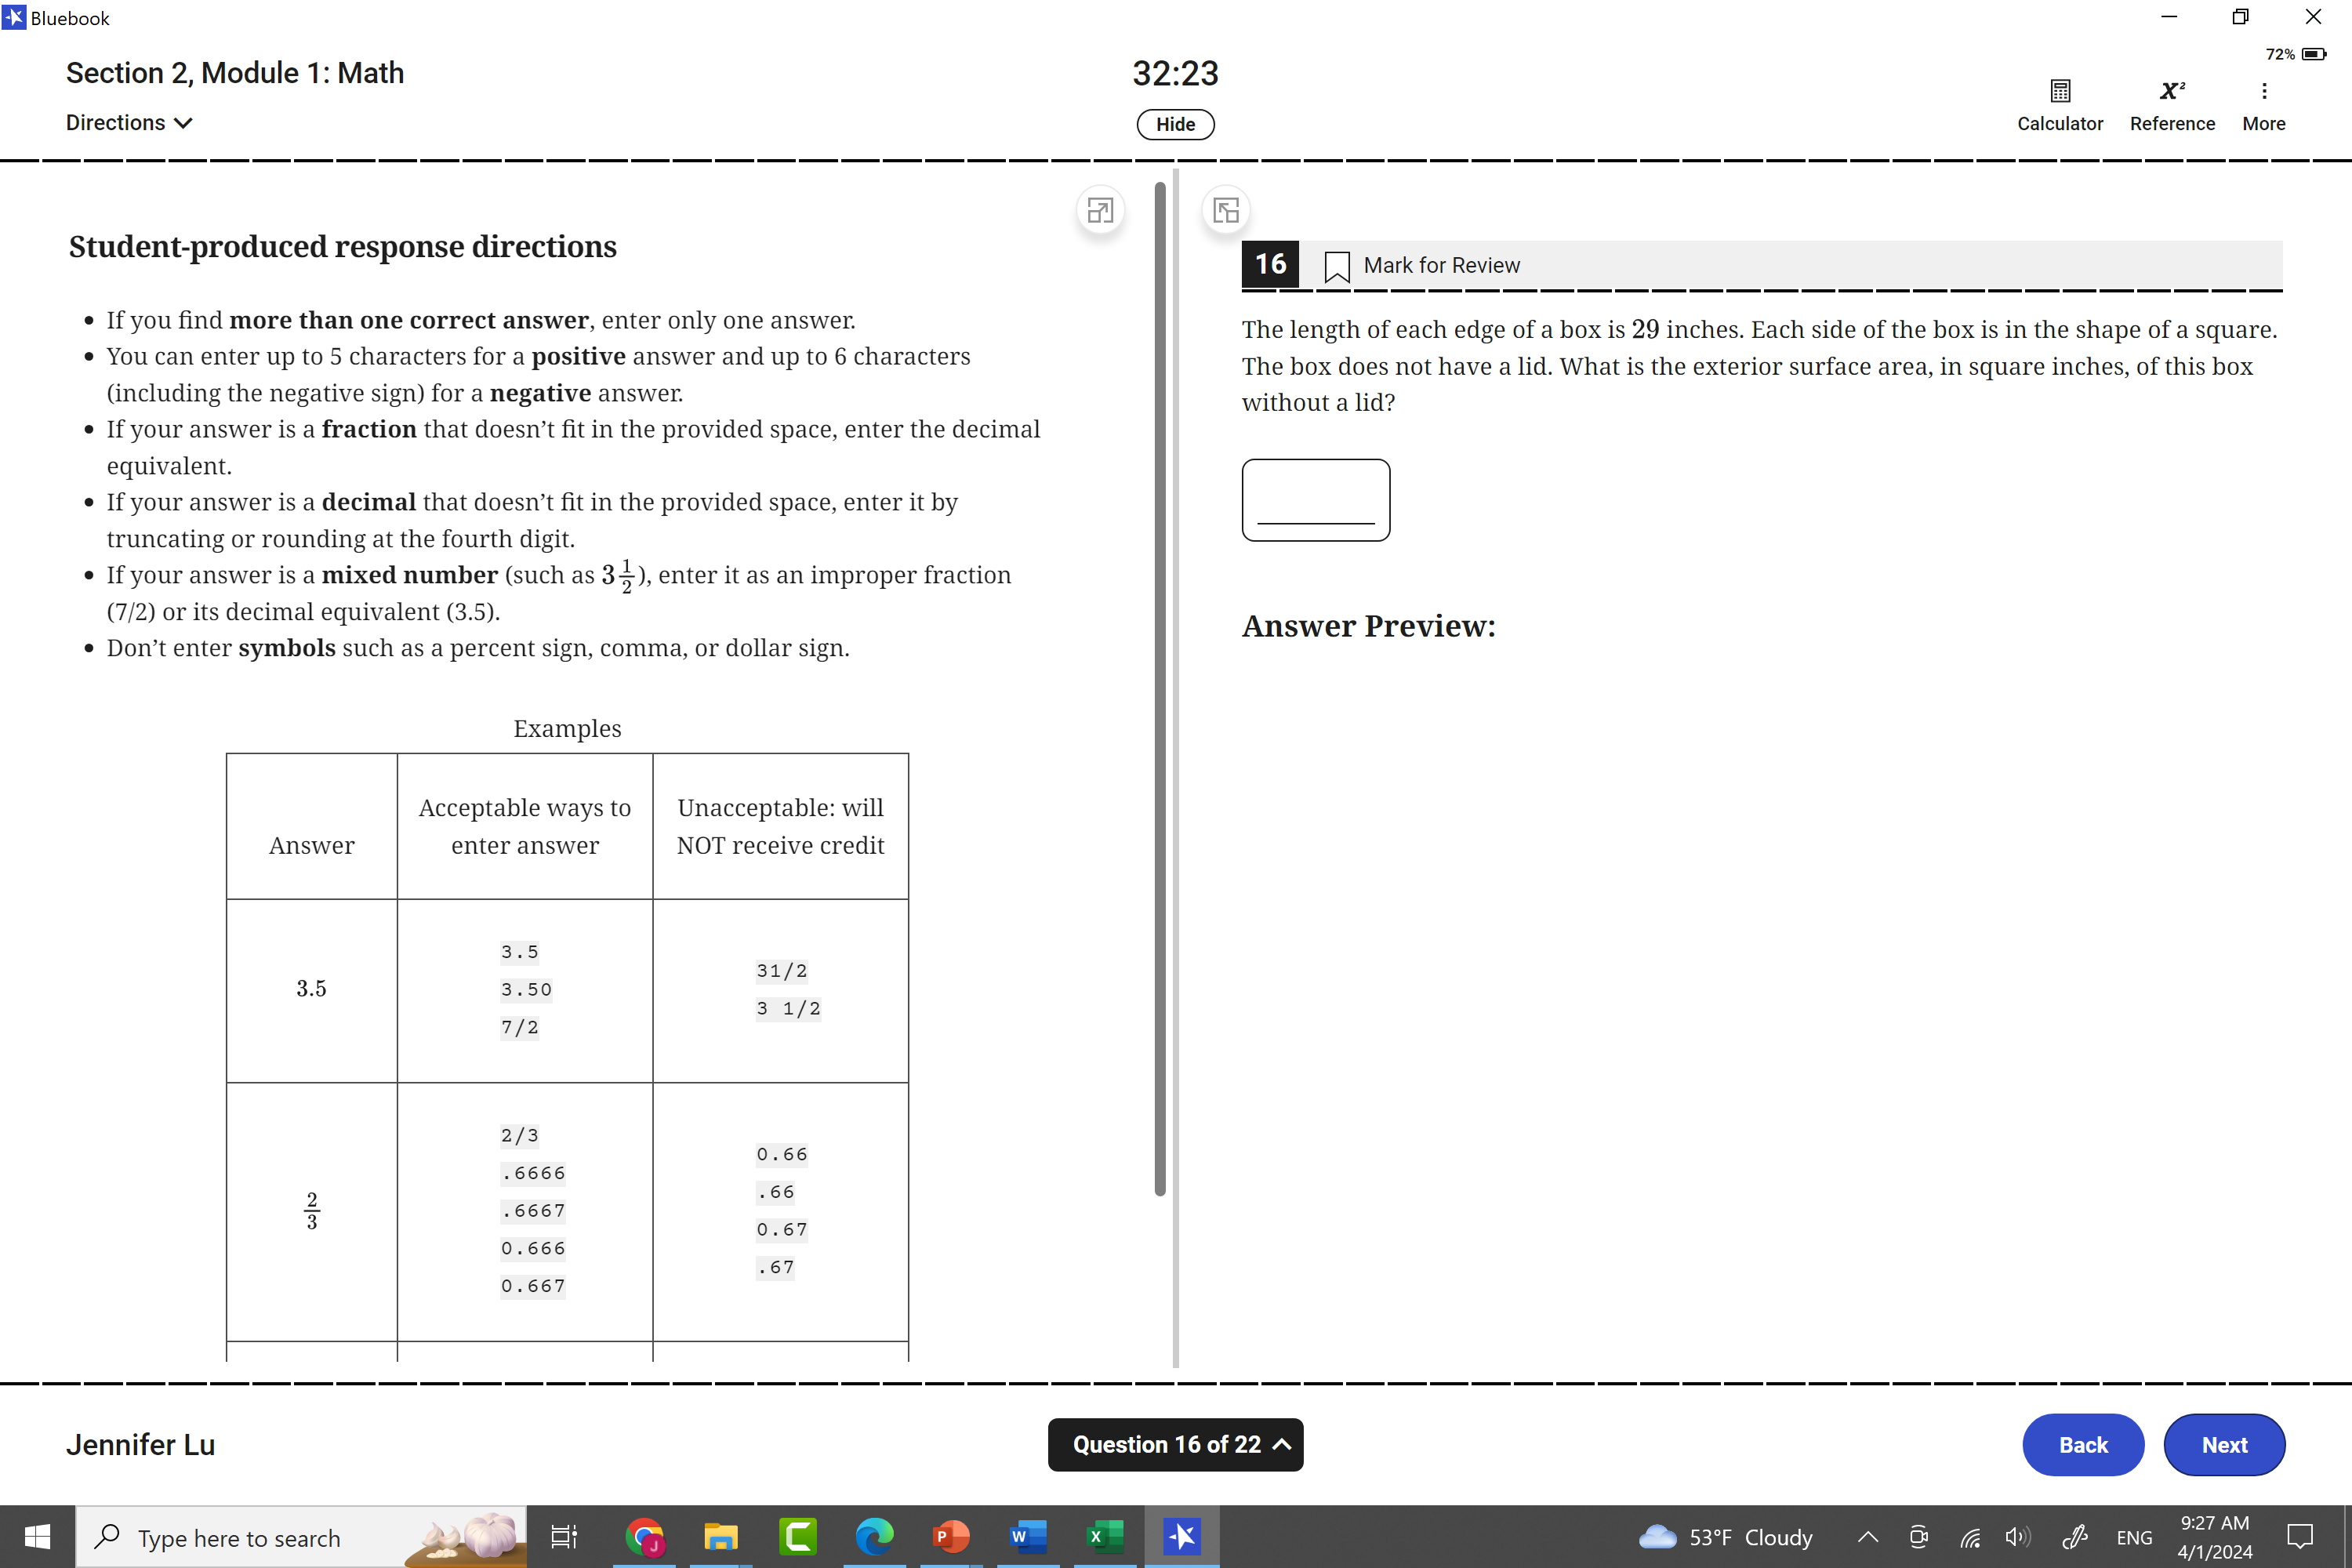 Bluebook
72%
Section 2, Module 1: Math
32:23
Directions
Hide
Calculator
Reference
More
Student-produced response directions
• If you find more than one correct answer, enter only one answer.
• You can enter up to 5 characters for a positive answer and up to 6 characters
(including the negative sign) for a negative answer.
• If your answer is a fraction that doesn’t fit in the provided space, enter the decimal
equivalent.
• If your answer is a decimal that doesn’t fit in the provided space, enter it by
truncating or rounding at the fourth digit.
• If your answer is a mixed number (such as 3 1/2), enter it as an improper fraction
(7/2) or its decimal equivalent (3.5).
• Don’t enter symbols such as a percent sign, comma, or dollar sign.
Examples
Answer
Acceptable ways to
enter answer
Unacceptable: will
NOT receive credit
3.5
3.5
3.50
7/2
31/2
3 1/2
2/3
2/3
.6666
.6667
0.666
0.667
0.66
.66
0.67
.67
16
Mark for Review
The length of each edge of a box is 29 inches. Each side of the box is in the shape of a square.
The box does not have a lid. What is the exterior surface area, in square inches, of this box
without a lid?
Answer Preview:
Jennifer Lu
Question 16 of 22
Back
Next
Type here to search
53°F Cloudy
ENG
9:27 AM
4/1/2024